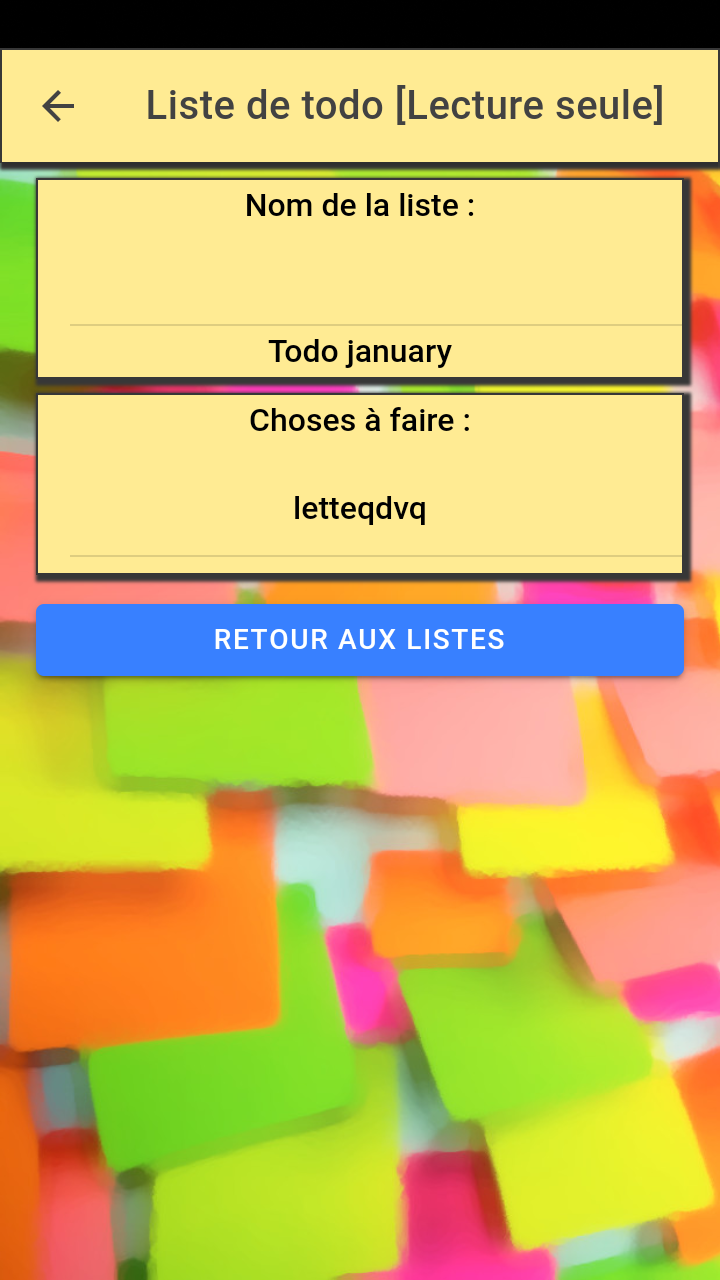 Liste de todo [Lecture seule]
Nom de la liste :
Todo january
Choses à faire :
letteqdvq
RETOUR AUX LISTES